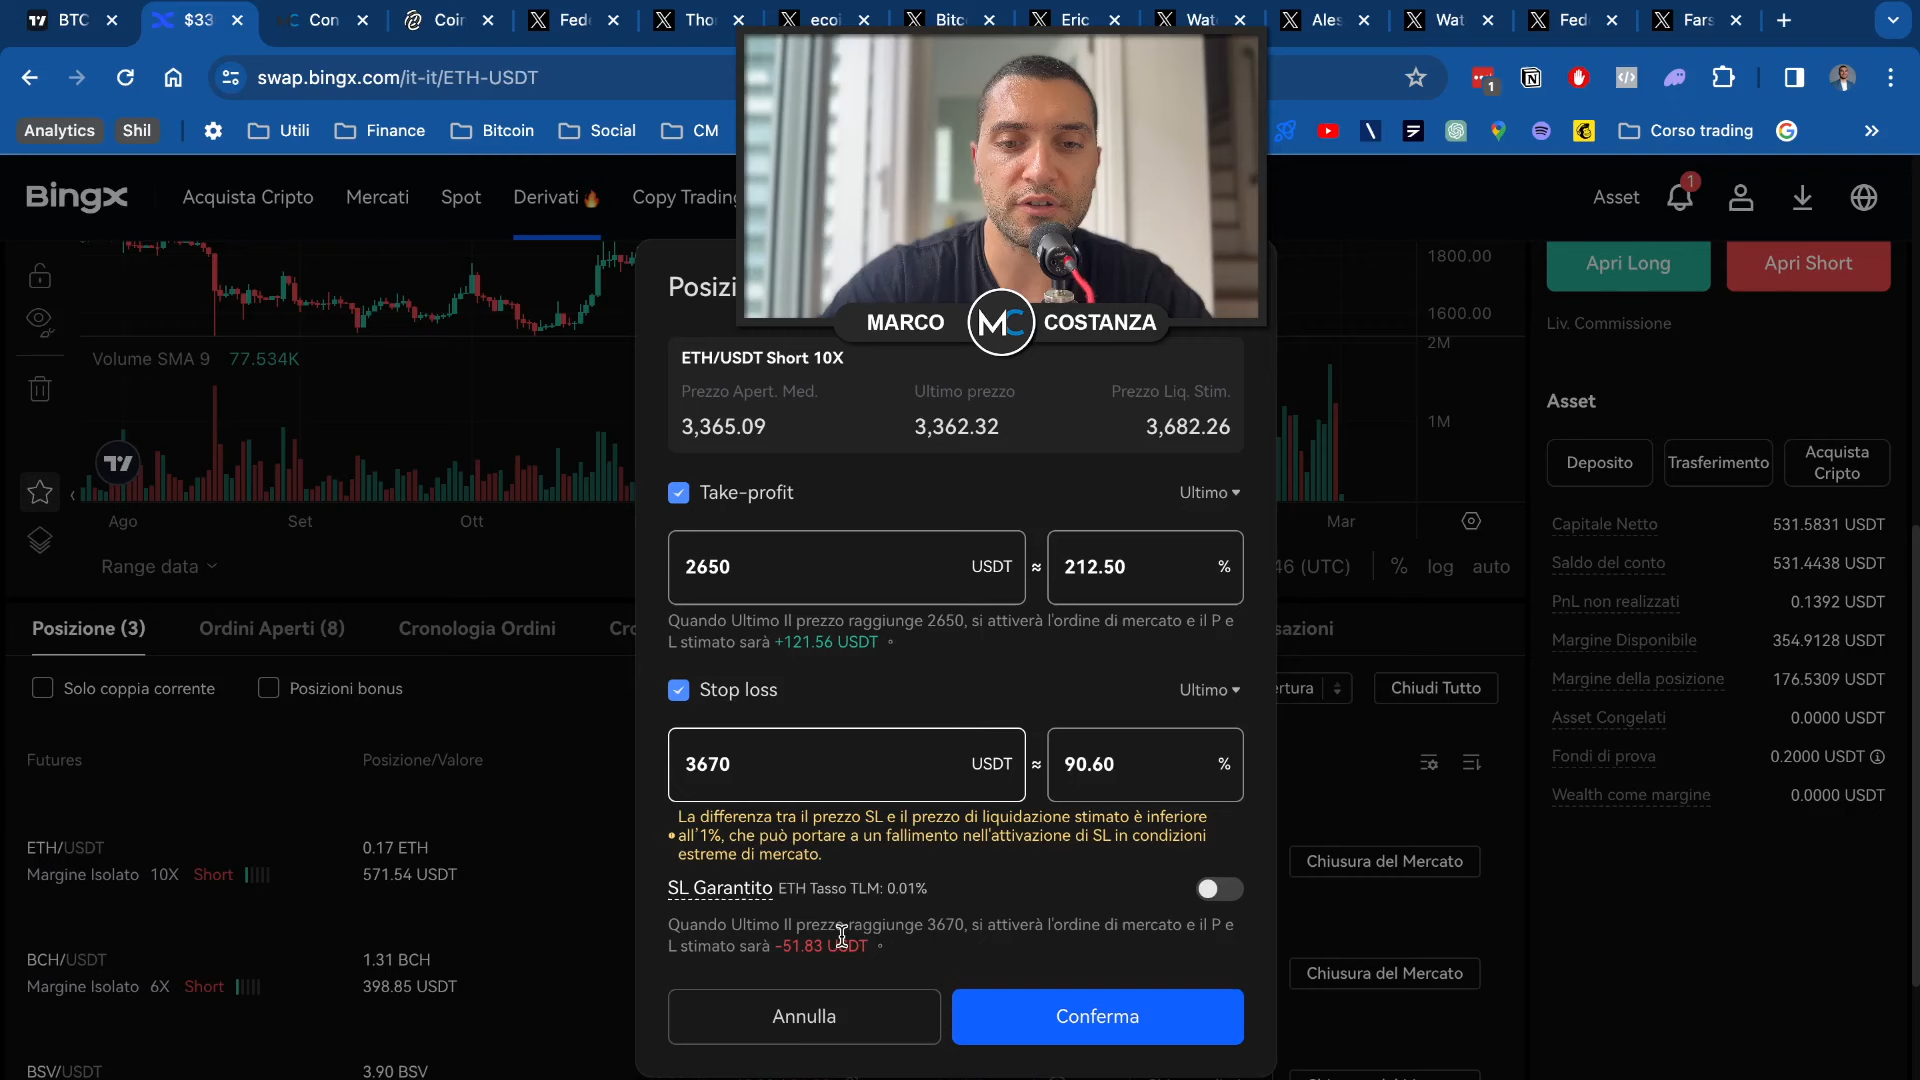 BTC
$33
Con
Coin
Fed
Tho
ecoi
Bitc
Eric
Wat
Ales
Wat
Fed
Fars
swap.bingx.com/it-it/ETH-USDT
1
Analytics
Shil
Utili
Finance
Bitcoin
Social
CM
Corso trading
BingX
Acquista Cripto
Mercati
Spot
Derivati
Copy Trading
Asset
1
MARCO MC COSTANZA
Posizi
1800.00
1600.00
2M
1M
Volume SMA 9 77.534K
Ago
Set
Ott
Mar
Range data
46 (UTC)
%
log
auto
Apri Long
Apri Short
Liv. Commissione
ETH/USDT Short 10X
Prezzo Apert. Med.
Ultimo prezzo
Prezzo Liq. Stim.
3,365.09
3,362.32
3,682.26
Take-profit
Ultimo
2650 USDT ≈ 212.50 %
Quando Ultimo Il prezzo raggiunge 2650, si attiverà l'ordine di mercato e il P e
L stimato sarà +121.56 USDT
Stop loss
Ultimo
3670 USDT ≈ 90.60 %
La differenza tra il prezzo SL e il prezzo di liquidazione stimato è inferiore
all'1%, che può portare a un fallimento nell'attivazione di SL in condizioni
estreme di mercato.
SL Garantito ETH Tasso TLM: 0.01%
Quando Ultimo Il prezzo raggiunge 3670, si attiverà l'ordine di mercato e il P e
L stimato sarà -51.83 USDT
Annulla
Conferma
Posizione (3)
Ordini Aperti (8)
Cronologia Ordini
Cro
sazioni
Solo coppia corrente
Posizioni bonus
ertura
Chiudi Tutto
Futures
Posizione/Valore
ETH/USDT
0.17 ETH
Margine Isolato 10X Short
571.54 USDT
Chiusura del Mercato
BCH/USDT
1.31 BCH
Margine Isolato 6X Short
398.85 USDT
Chiusura del Mercato
BSV/USDT
3.90 BSV
Asset
Deposito
Trasferimento
Acquista
Cripto
Capitale Netto 531.5831 USDT
Saldo del conto 531.4438 USDT
PnL non realizzati 0.1392 USDT
Margine Disponibile 354.9128 USDT
Margine della posizione 176.5309 USDT
Asset Congelati 0.0000 USDT
Fondi di prova 0.2000 USDT
Wealth come margine 0.0000 USDT